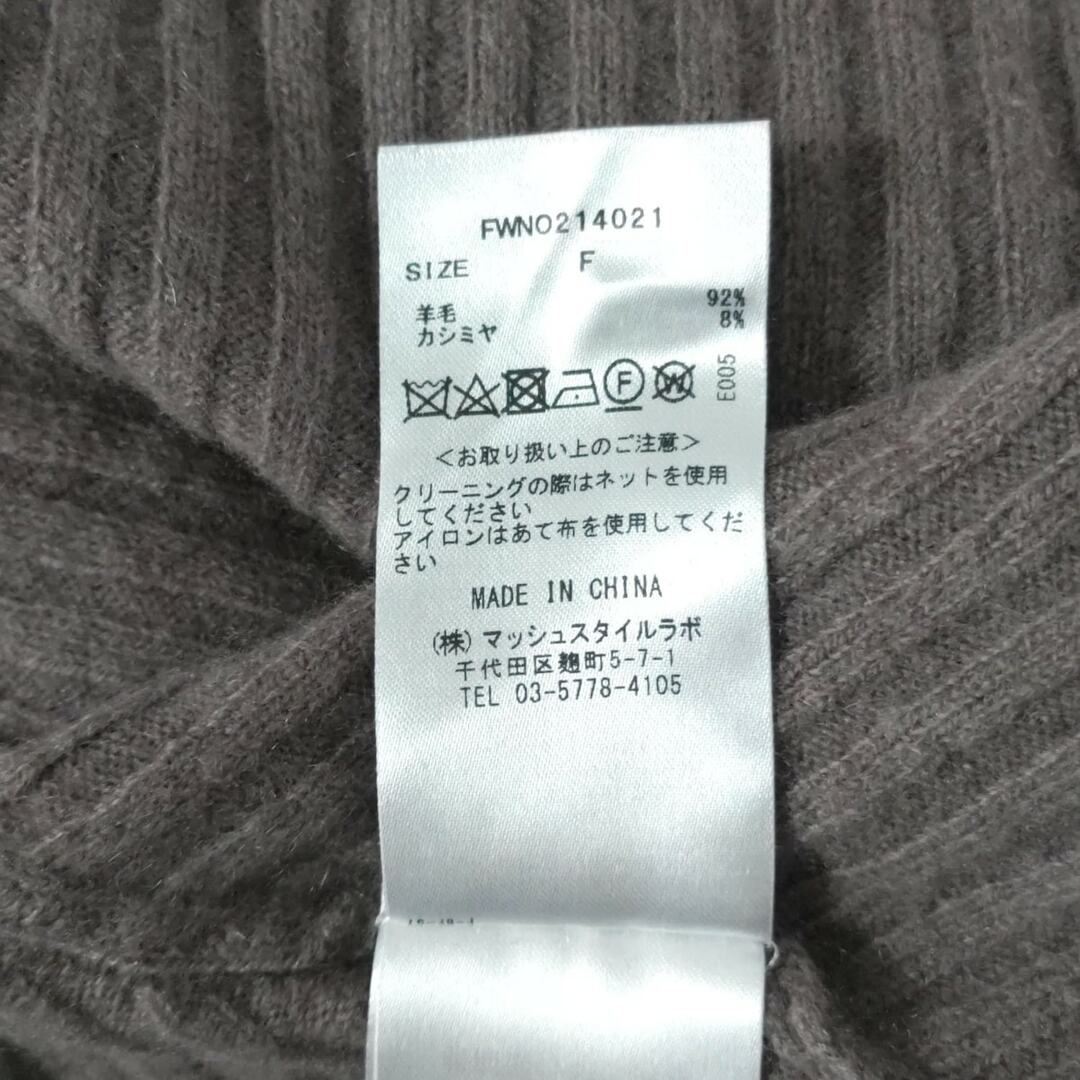 FWNO214021
SIZE F
羊毛 92%
カシミヤ 8%
F W E005
<お取り扱い上のご注意>
クリーニングの際はネットを使用
してください
アイロンはあて布を使用してくだ
さい
MADE IN CHINA
(株)マッシュスタイルラボ
千代田区麹町5-7-1
TEL 03-5778-4105